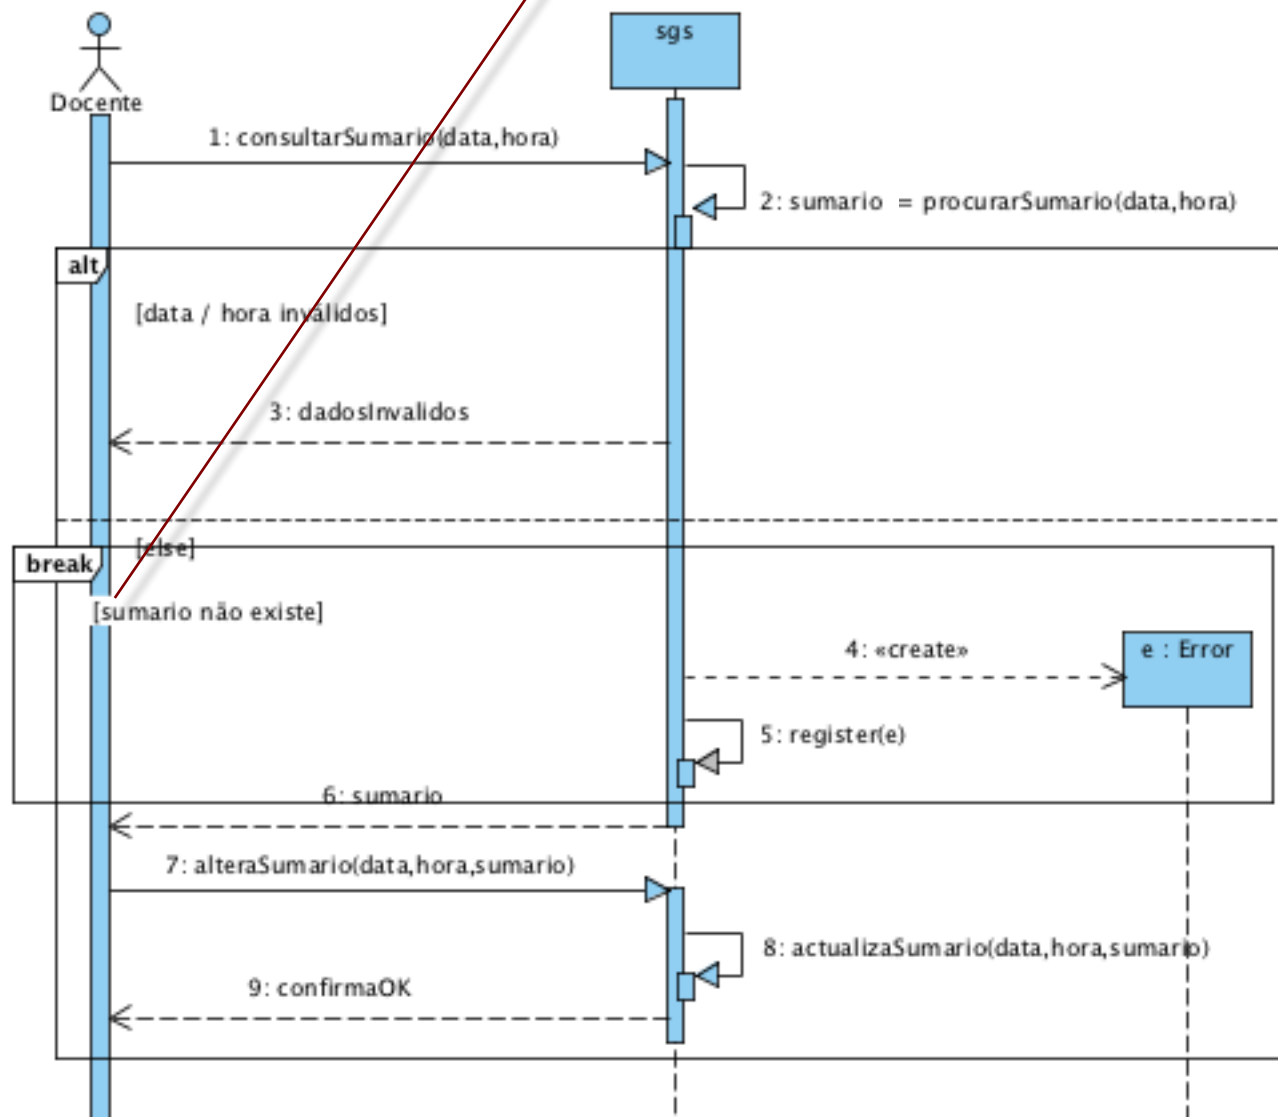 sgs
Docente
1: consultarSumario(data,hora)
2: sumario = procurarSumario(data,hora)
alt
[data / hora inválidos]
3: dadosInvalidos
[else]
break
[sumario não existe]
4: «create»
e : Error
5: register(e)
6: sumario
7: alteraSumario(data,hora,sumario)
8: actualizaSumario(data,hora,sumario)
9: confirmaOK